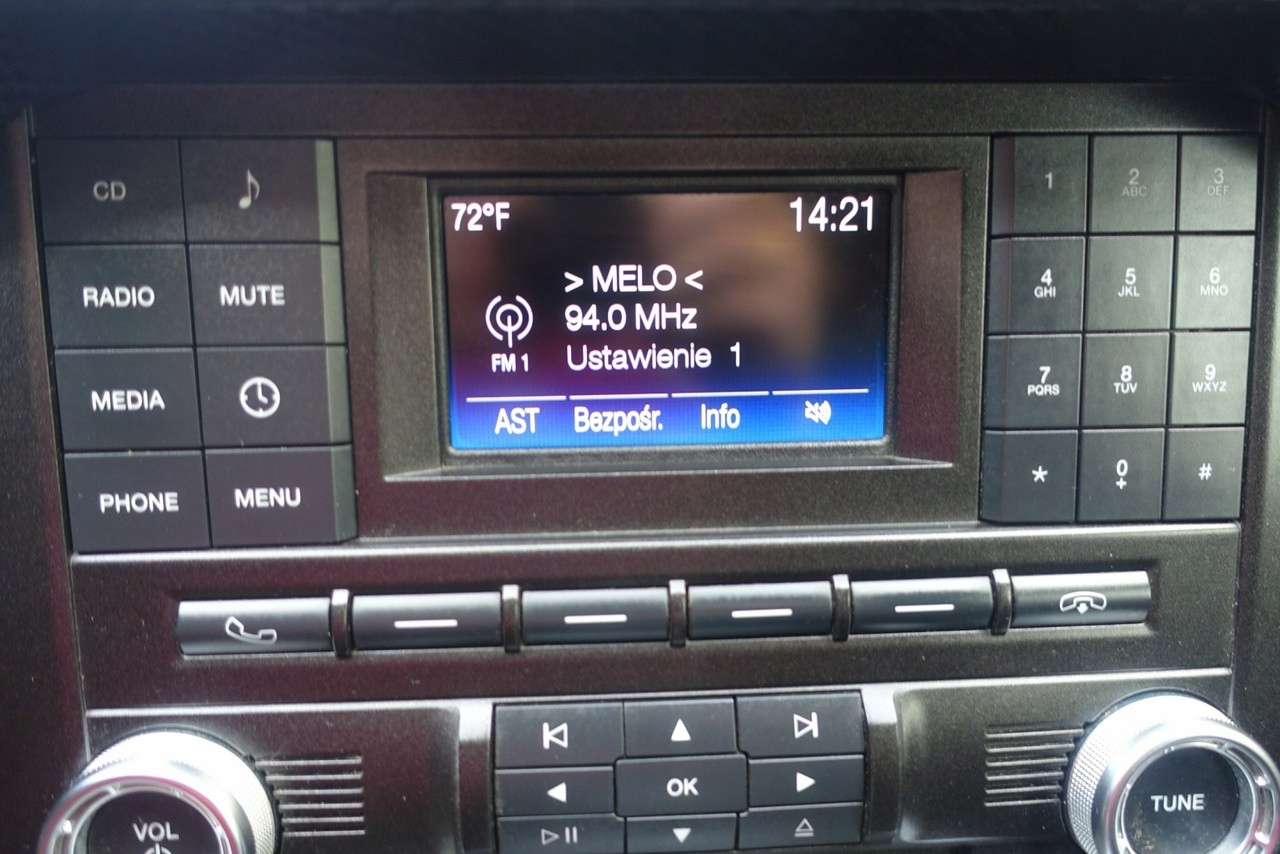 CD
RADIO
MUTE
MEDIA
PHONE
MENU
72°F 14:21
> MELO <
94.0 MHz
FM 1
Ustawienie 1
AST Bezpośr. Info
1
2
ABC
3
DEF
4
GHI
5
JKL
6
MNO
7
PQRS
8
TUV
9
WXYZ
*
0
+
#
OK
VOL
TUNE